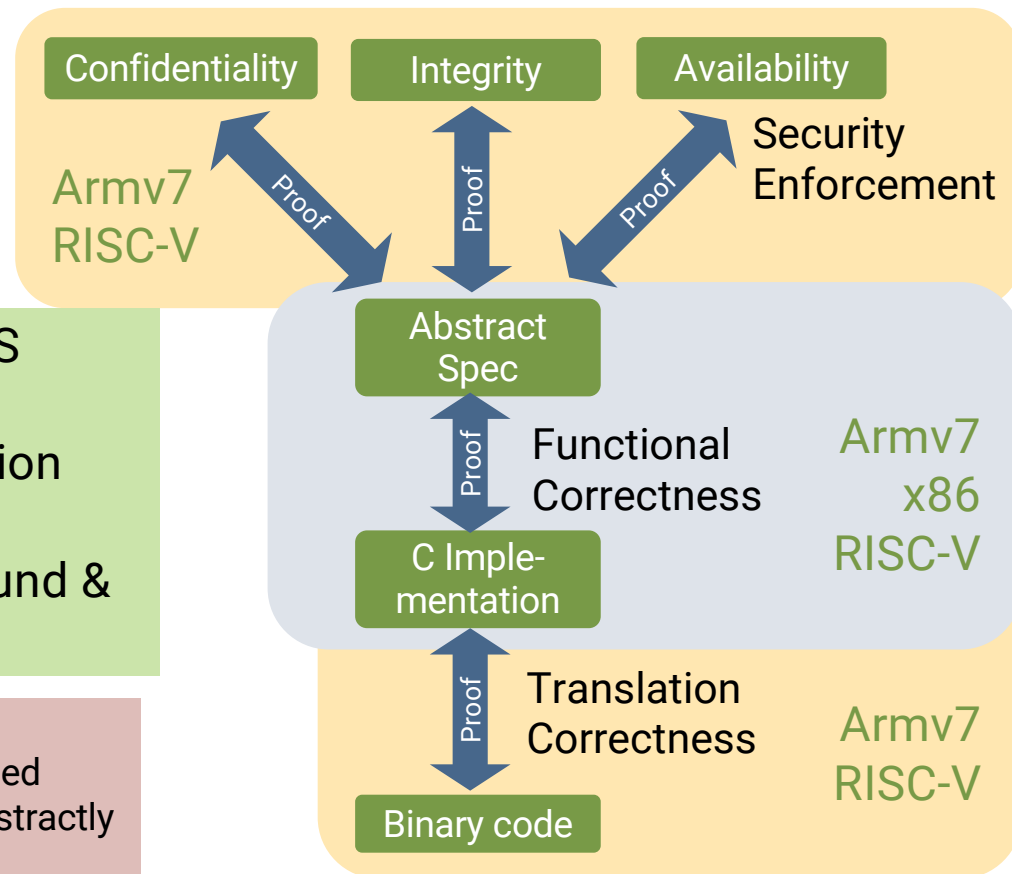 Confidentiality
Integrity
Availability
Proof
Proof
Proof
Security
Enforcement
Armv7
RISC-V
Abstract
Spec
Proof
Functional
Correctness
Armv7
x86
RISC-V
C Imple-
mentation
Proof
Translation
Correctness
Armv7
RISC-V
Binary code
S
ion
und &
ed
stractly